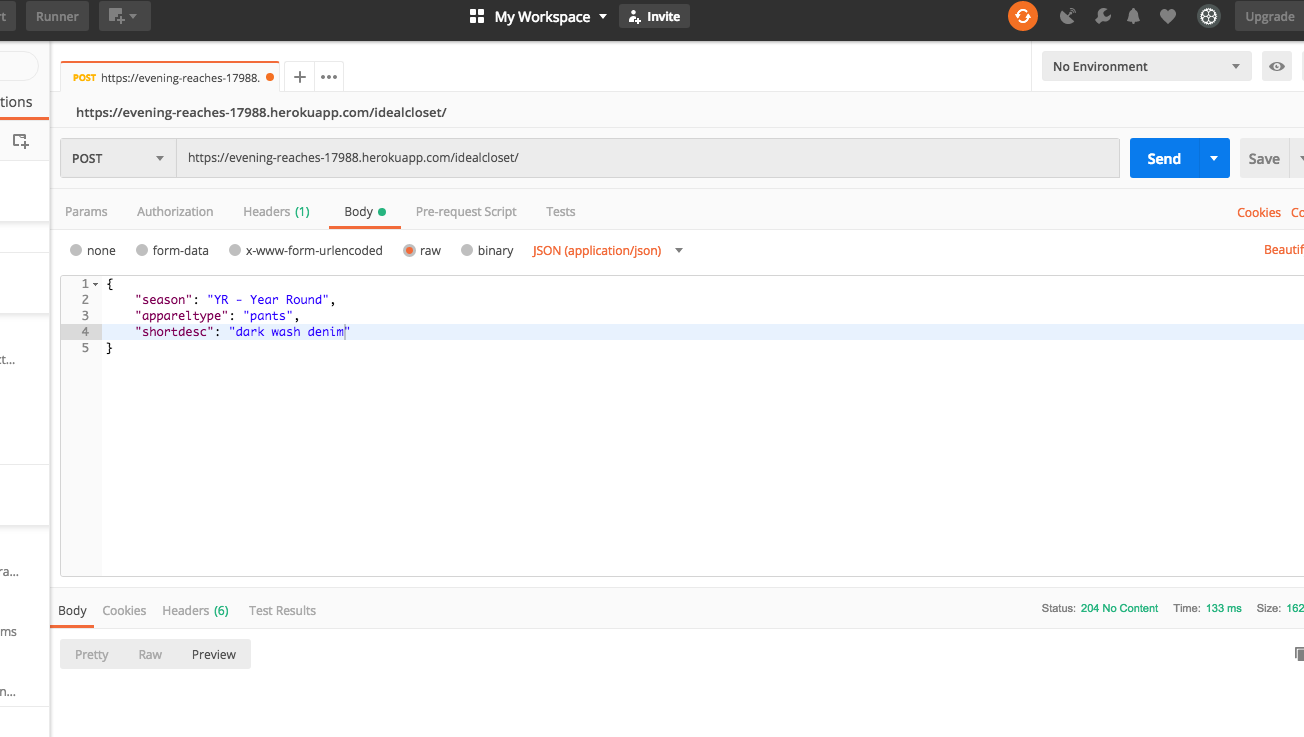 Runner
My Workspace
Invite
Upgrade
POST https://evening-reaches-17988.
No Environment
tions
https://evening-reaches-17988.herokuapp.com/idealcloset/
POST
https://evening-reaches-17988.herokuapp.com/idealcloset/
Send
Save
Params Authorization Headers (1) Body Pre-request Script Tests
Cookies Co
none form-data x-www-form-urlencoded raw binary JSON (application/json)
Beautif
1 {
2 "season": "YR - Year Round",
3 "appareltype": "pants",
4 "shortdesc": "dark wash denim"
5 }
ct...
ra...
ms
n...
Body Cookies Headers (6) Test Results
Status: 204 No Content Time: 133 ms Size: 162
Pretty Raw Preview